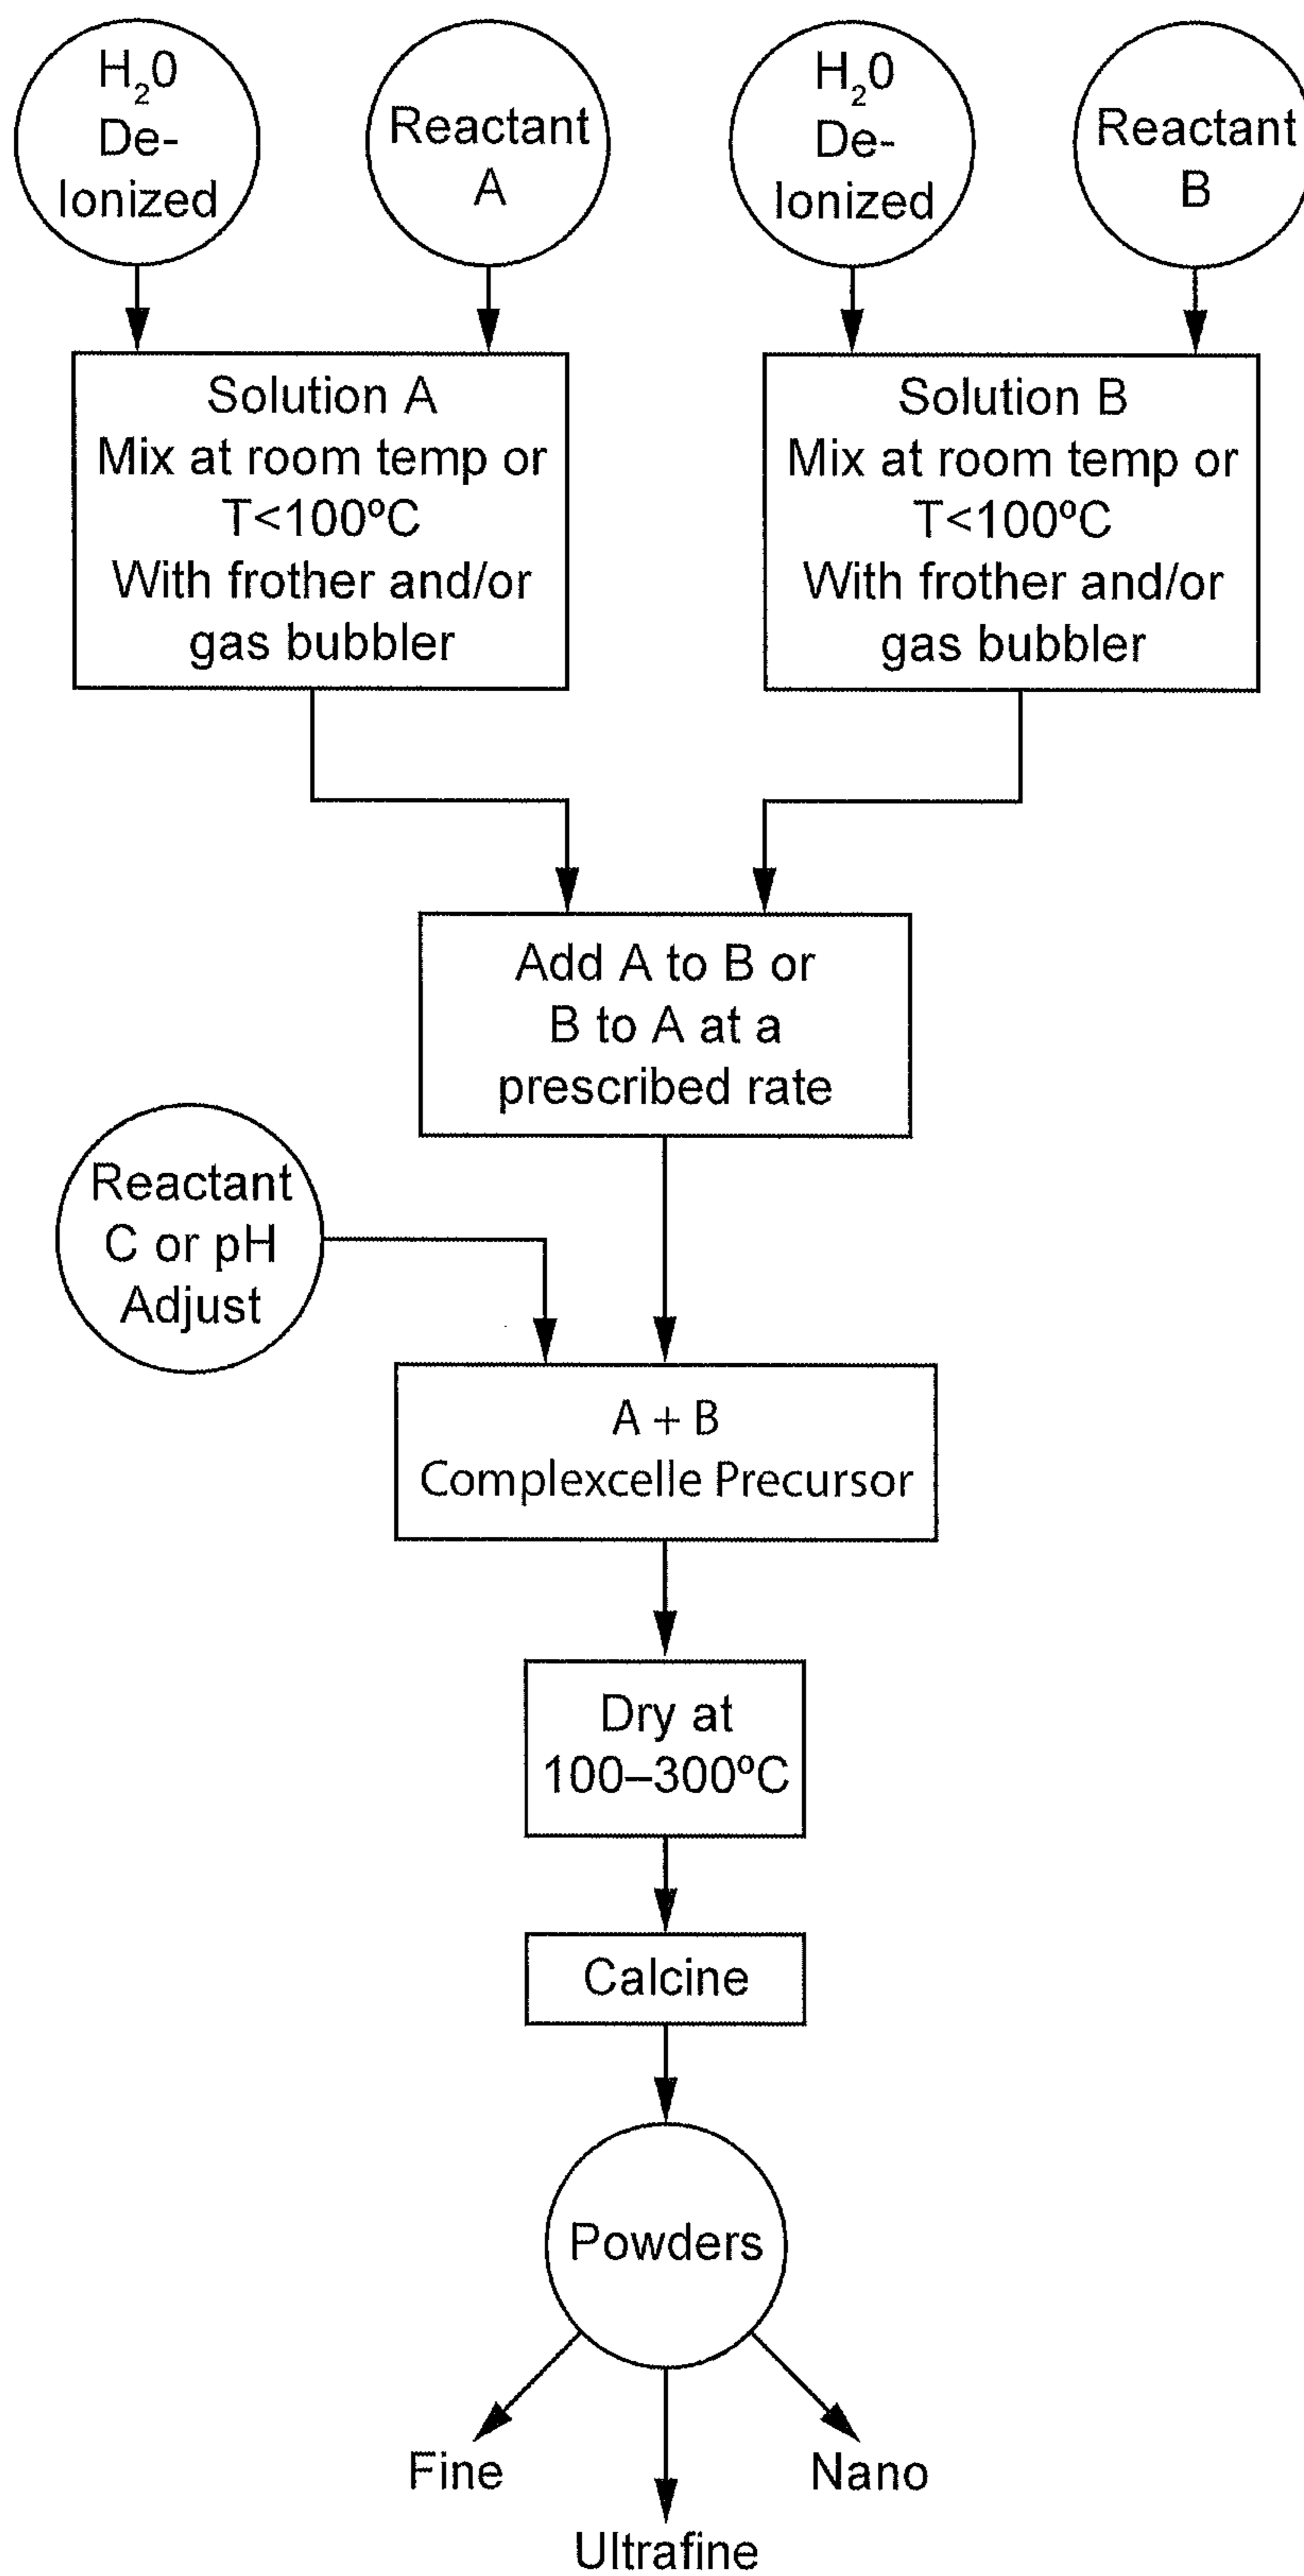 H₂0
De-
Ionized
Reactant
A
H₂0
De-
Ionized
Reactant
B
Solution A
Mix at room temp or
T<100ºC
With frother and/or
gas bubbler
Solution B
Mix at room temp or
T<100ºC
With frother and/or
gas bubbler
Add A to B or
B to A at a
prescribed rate
Reactant
C or pH
Adjust
A + B
Complexcelle Precursor
Dry at
100–300ºC
Calcine
Powders
Fine
Nano
Ultrafine